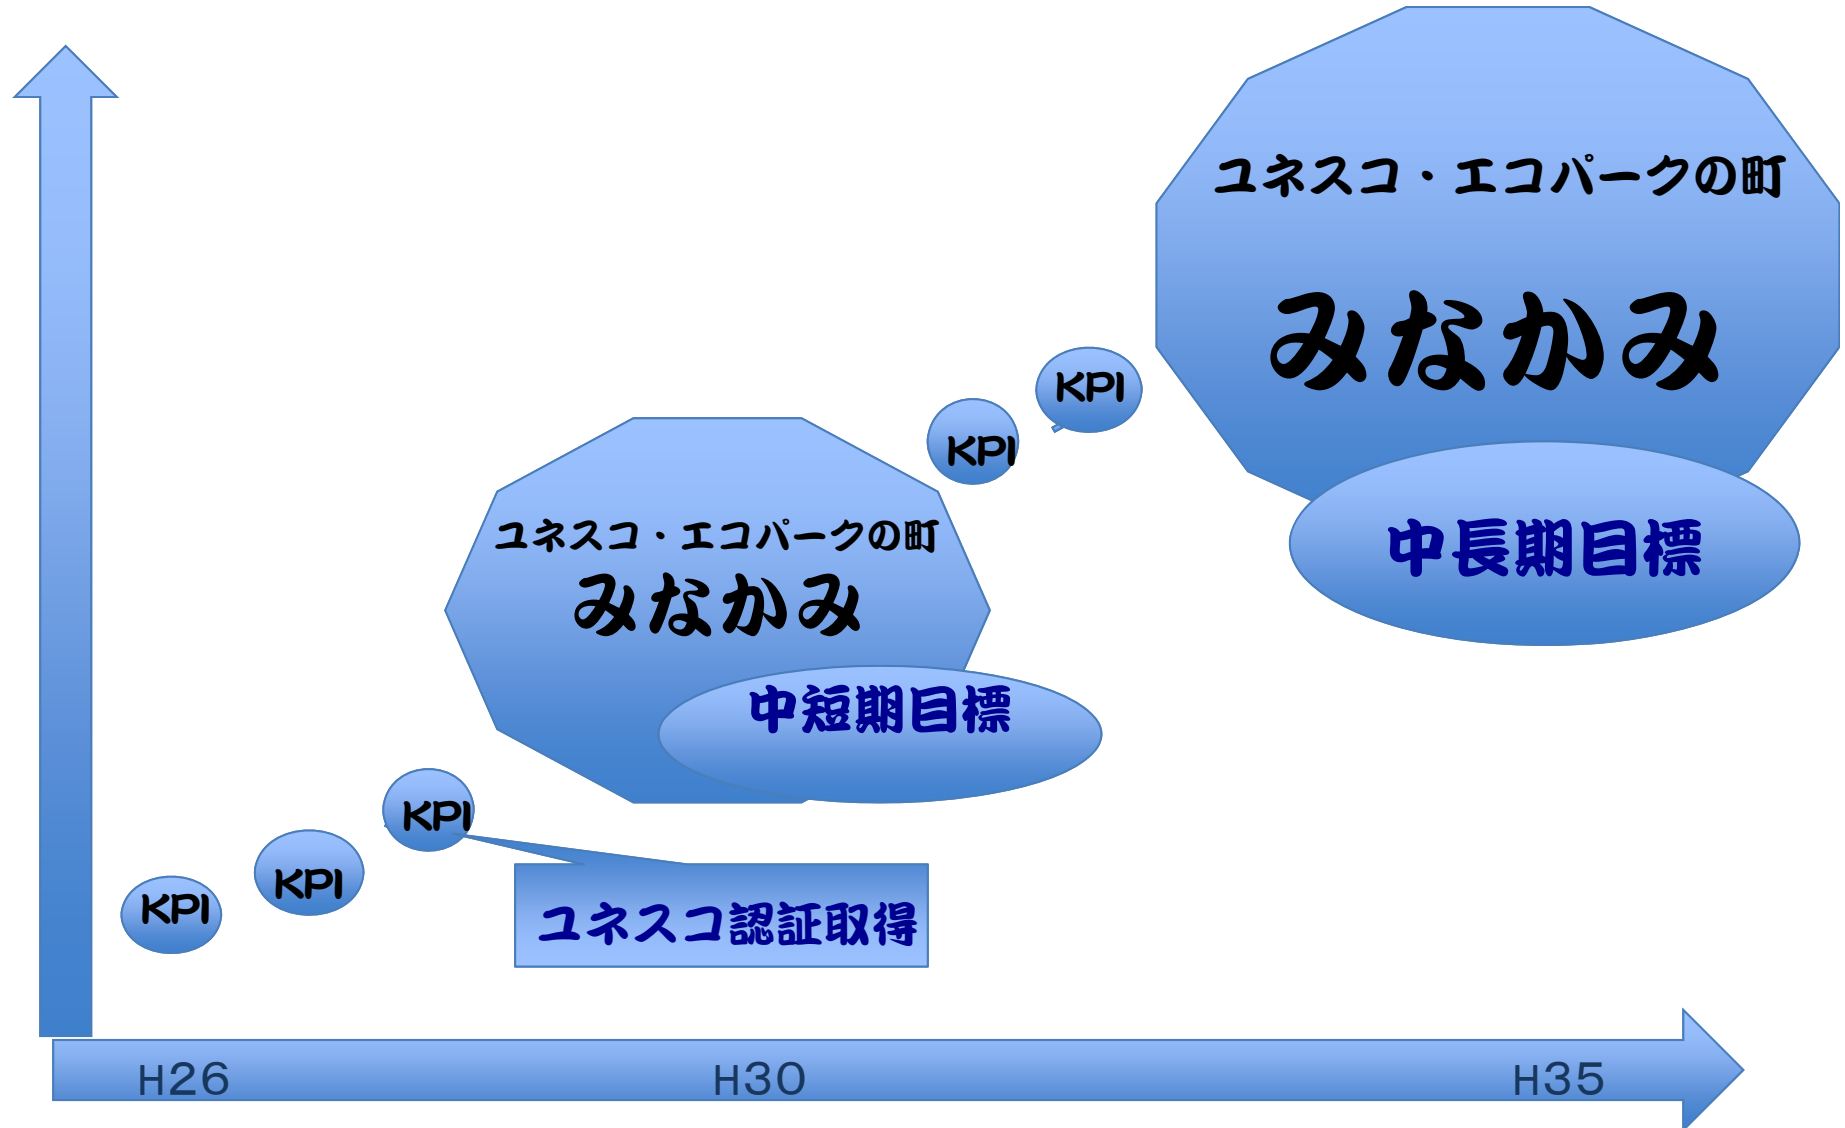 ユネスコ・エコパークの町
みなかみ
中長期目標
KPI
KPI
ユネスコ・エコパークの町
みなかみ
中短期目標
KPI
KPI
KPI
ユネスコ認証取得
H26
H30
H35